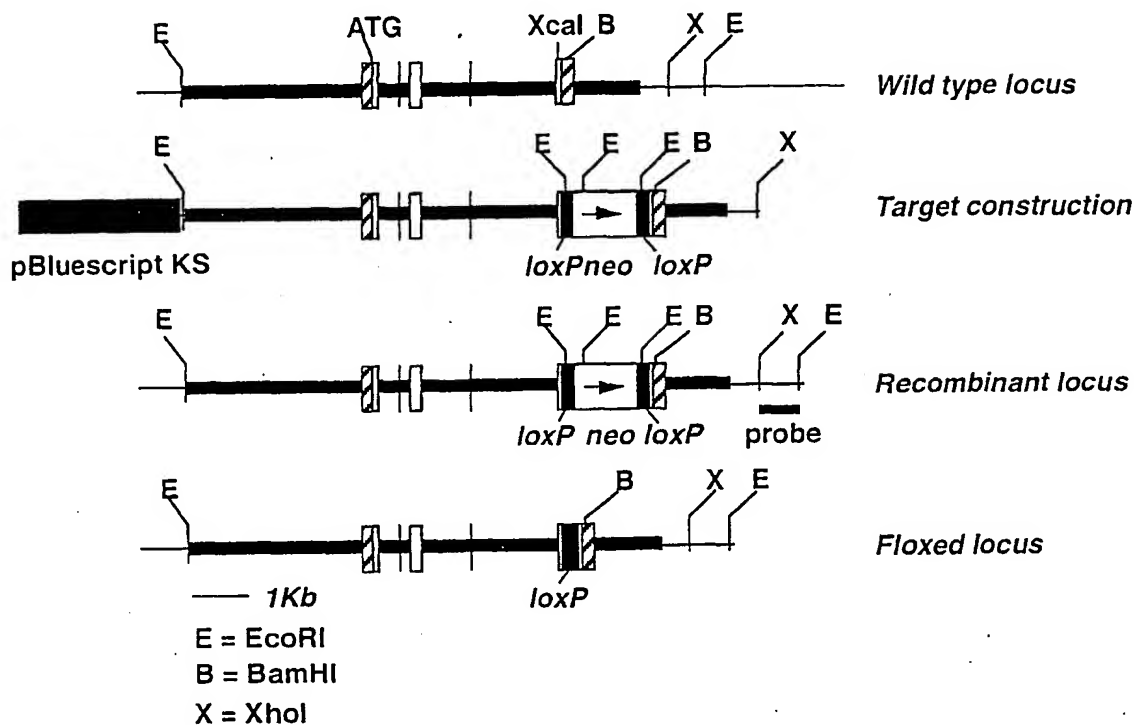 E ATG XcaI B X E
Wild type locus
E E E E B X
Target construction
pBluescript KS loxPneo loxP
E E E E B X E
Recombinant locus
loxP neo loxP probe
E B X E
Floxed locus
loxP
1Kb
E = EcoRI
B = BamHI
X = XhoI